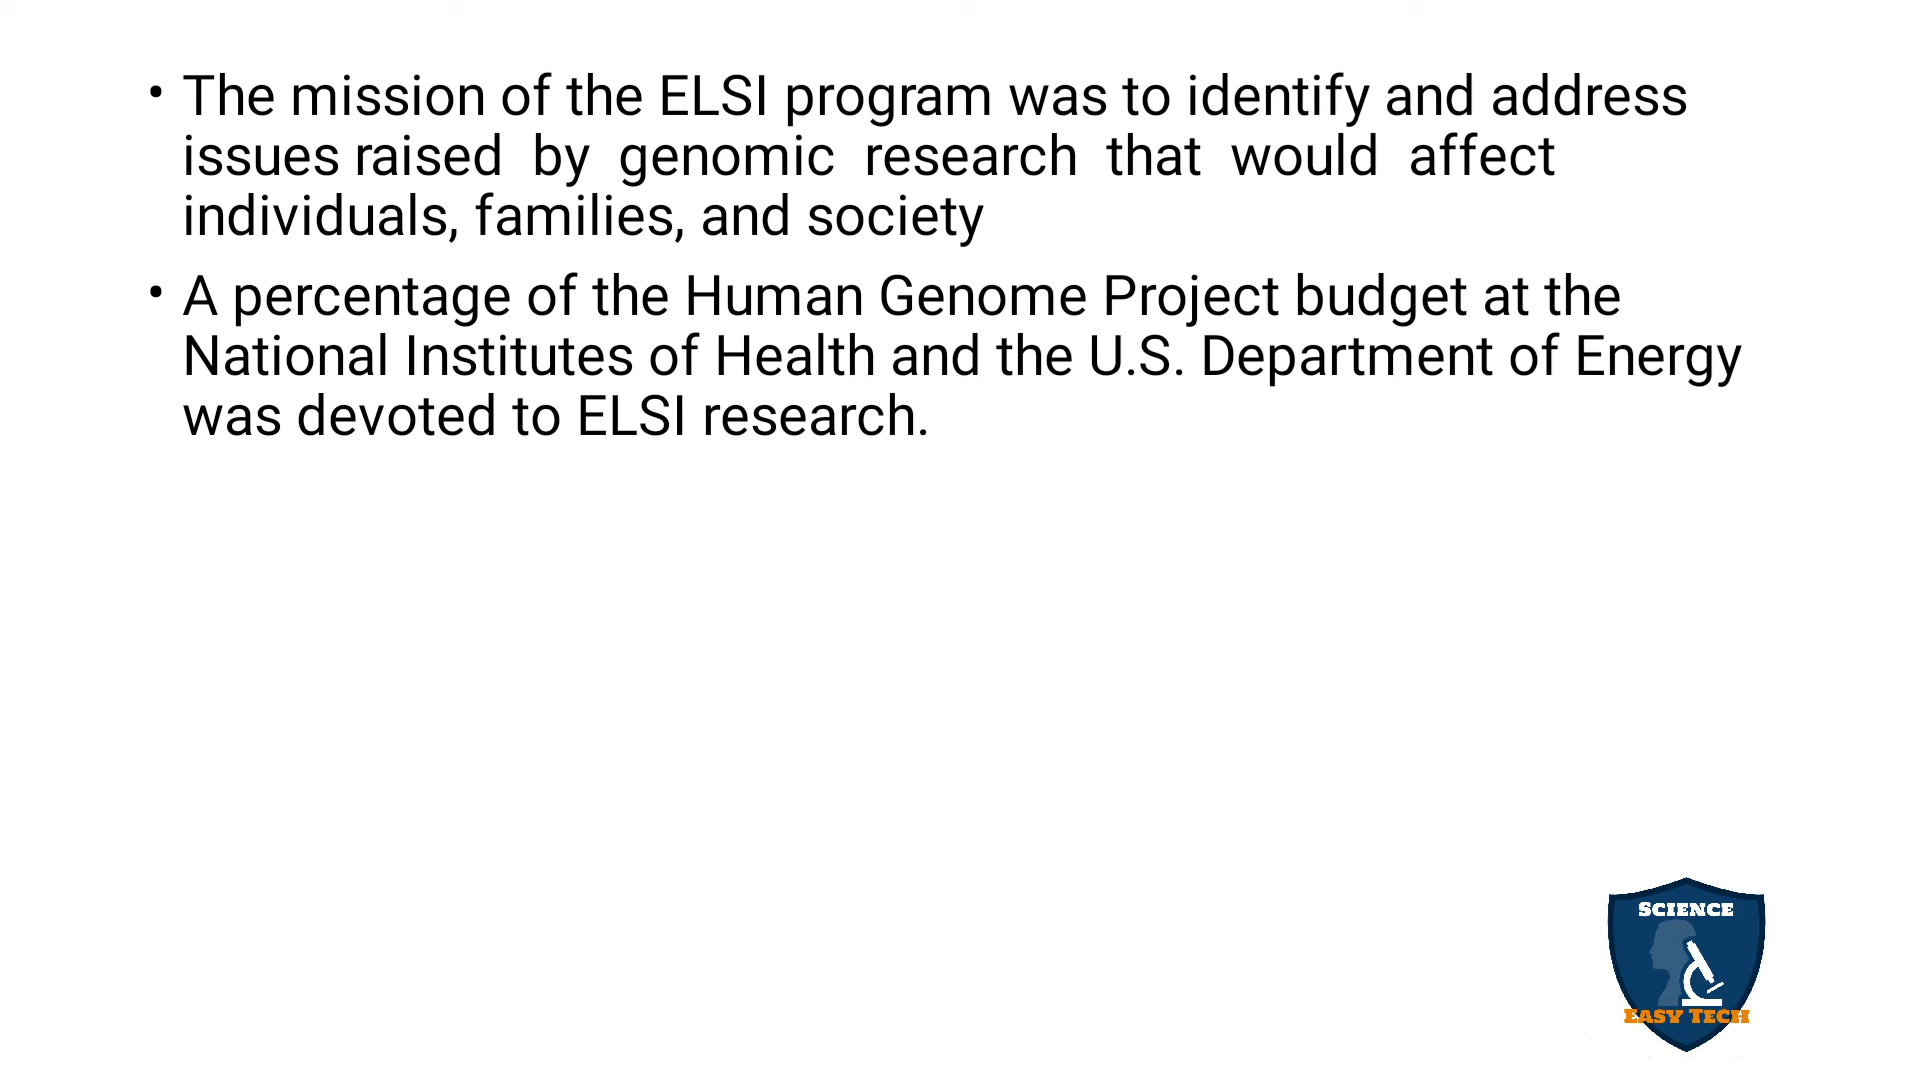 • The mission of the ELSI program was to identify and address
issues raised by genomic research that would affect
individuals, families, and society
• A percentage of the Human Genome Project budget at the
National Institutes of Health and the U.S. Department of Energy
was devoted to ELSI research.
SCIENCE
EASY TECH